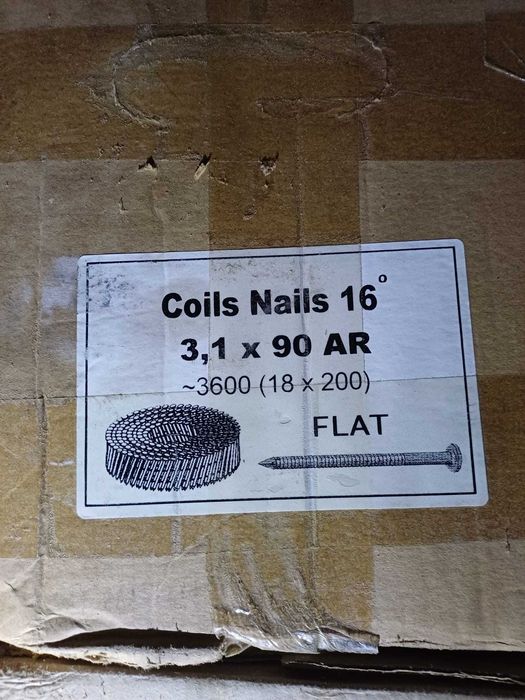 Coils Nails 16°
3,1 x 90 AR
~3600 (18 x 200)
FLAT